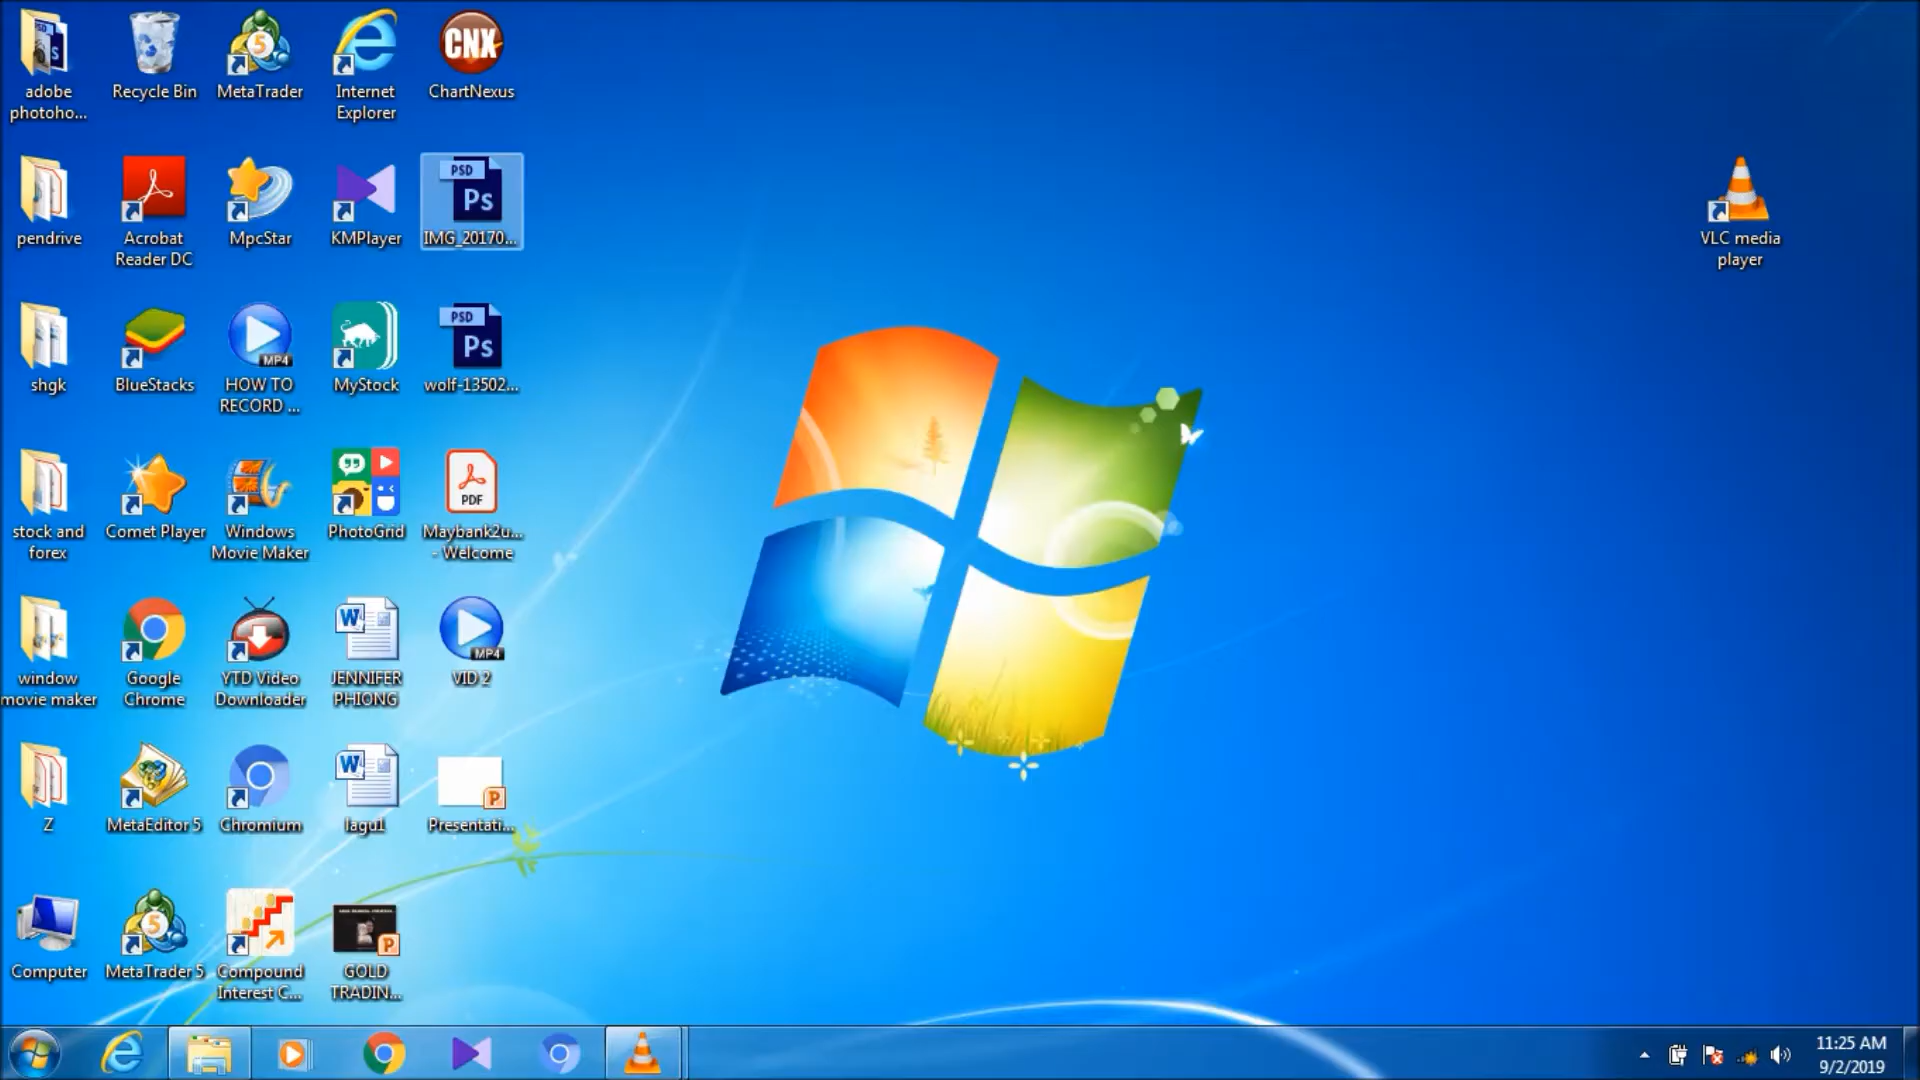 adobe
photoho...
Recycle Bin
MetaTrader
Internet
Explorer
CNX
ChartNexus
pendrive
Acrobat
Reader DC
MpcStar
KMPlayer
PSD
Ps
IMG_20170...
VLC media
player
shgk
BlueStacks
MP4
HOW TO
RECORD ...
MyStock
PSD
Ps
wolf-13502...
stock and
forex
Comet Player
Windows
Movie Maker
PhotoGrid
PDF
Maybank2u...
- Welcome
window
movie maker
Google
Chrome
YTD Video
Downloader
W
JENNIFER
PHIONG
MP4
VID 2
Z
MetaEditor 5
Chromium
W
lagu1
P
Presentati...
Computer
5
MetaTrader 5
Compound
Interest C...
P
GOLD
TRADIN...
11:25 AM
9/2/2019